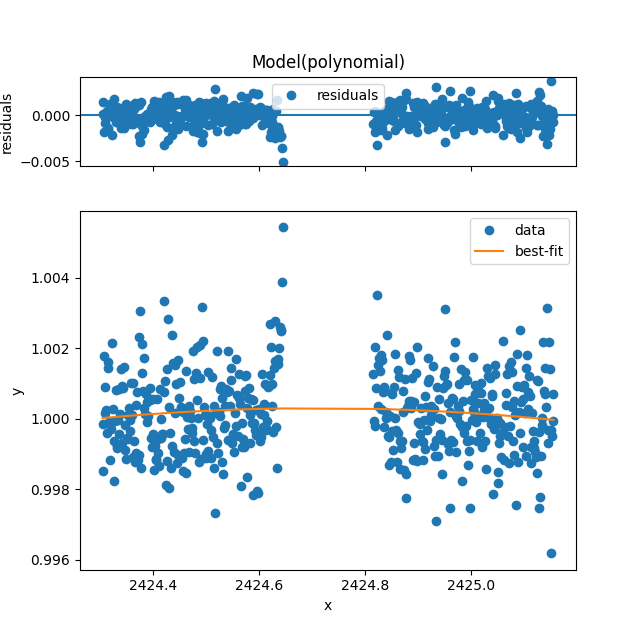 Model(polynomial)
residuals
0.000
−0.005
residuals
data
best-fit
1.004
1.002
1.000
0.998
0.996
y
2424.4 2424.6 2424.8 2425.0
x